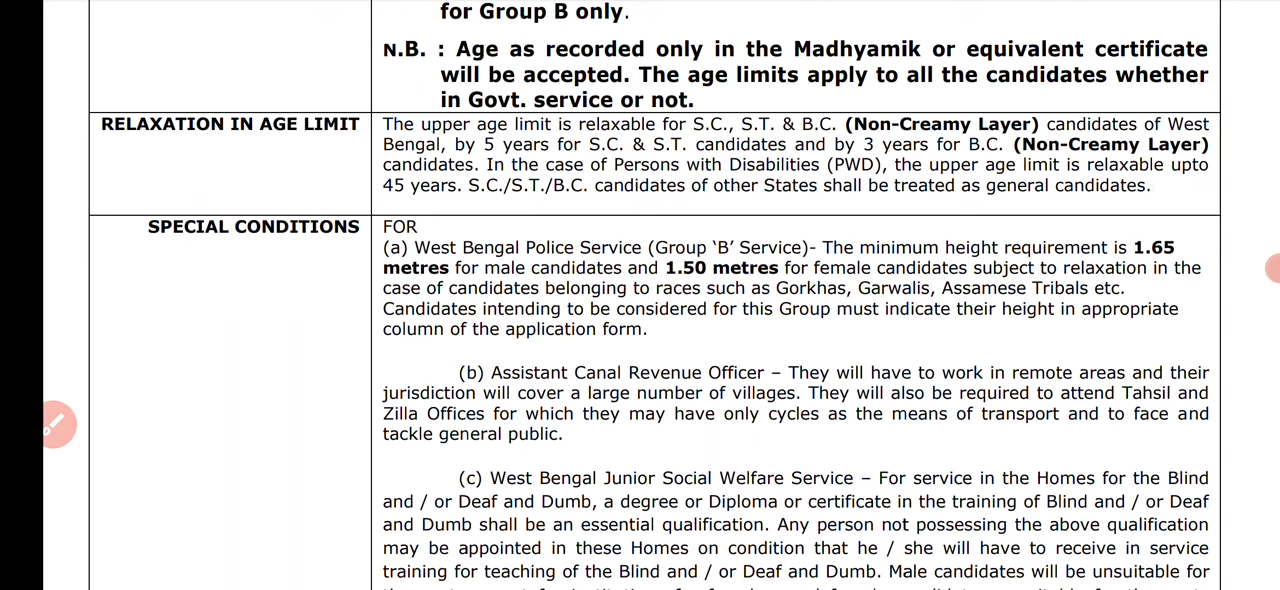 for Group B only.
N.B. : Age as recorded only in the Madhyamik or equivalent certificate
will be accepted. The age limits apply to all the candidates whether
in Govt. service or not.
RELAXATION IN AGE LIMIT
The upper age limit is relaxable for S.C., S.T. & B.C. (Non-Creamy Layer) candidates of West
Bengal, by 5 years for S.C. & S.T. candidates and by 3 years for B.C. (Non-Creamy Layer)
candidates. In the case of Persons with Disabilities (PWD), the upper age limit is relaxable upto
45 years. S.C./S.T./B.C. candidates of other States shall be treated as general candidates.
SPECIAL CONDITIONS
FOR
(a) West Bengal Police Service (Group ‘B’ Service)- The minimum height requirement is 1.65
metres for male candidates and 1.50 metres for female candidates subject to relaxation in the
case of candidates belonging to races such as Gorkhas, Garwalis, Assamese Tribals etc.
Candidates intending to be considered for this Group must indicate their height in appropriate
column of the application form.
(b) Assistant Canal Revenue Officer – They will have to work in remote areas and their
jurisdiction will cover a large number of villages. They will also be required to attend Tahsil and
Zilla Offices for which they may have only cycles as the means of transport and to face and
tackle general public.
(c) West Bengal Junior Social Welfare Service – For service in the Homes for the Blind
and / or Deaf and Dumb, a degree or Diploma or certificate in the training of Blind and / or Deaf
and Dumb shall be an essential qualification. Any person not possessing the above qualification
may be appointed in these Homes on condition that he / she will have to receive in service
training for teaching of the Blind and / or Deaf and Dumb. Male candidates will be unsuitable for